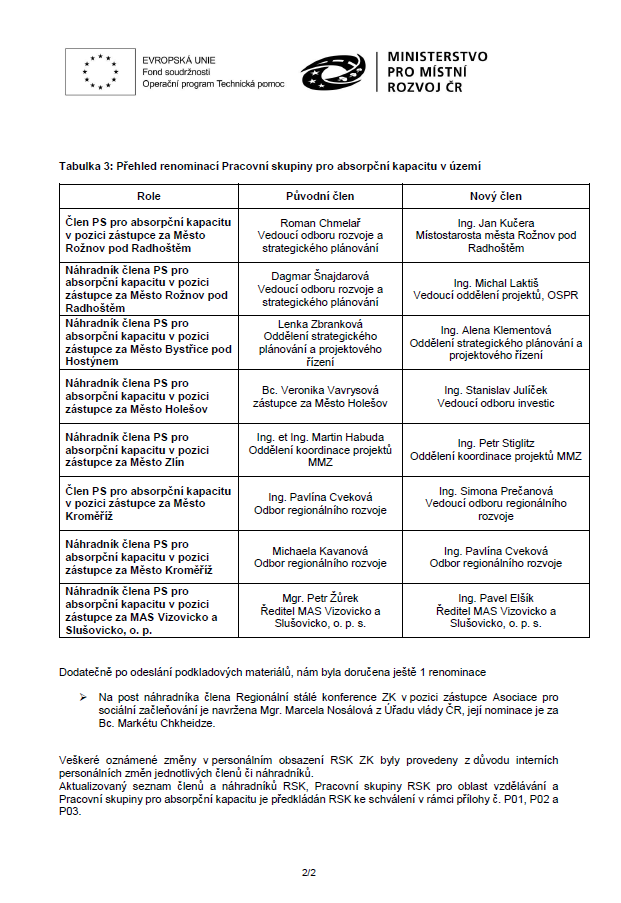 EVROPSKÁ UNIE
Fond soudržnosti
Operační program Technická pomoc
MINISTERSTVO
PRO MÍSTNÍ
ROZVOJ ČR
Tabulka 3: Přehled renominací Pracovní skupiny pro absorpční kapacitu v území
Role
Původní člen
Nový člen
Člen PS pro absorpční kapacitu
v pozici zástupce za Město
Rožnov pod Radhoštěm
Roman Chmelař
Vedoucí odboru rozvoje a
strategického plánování
Ing. Jan Kučera
Místostarosta města Rožnov pod
Radhoštěm
Náhradník člena PS pro
absorpční kapacitu v pozici
zástupce za Město Rožnov pod
Radhoštěm
Dagmar Šnajdarová
Vedoucí odboru rozvoje a
strategického plánování
Ing. Michal Laktiš
Vedoucí oddělení projektů, OSPR
Náhradník člena PS pro
absorpční kapacitu v pozici
zástupce za Město Bystřice pod
Hostýnem
Lenka Zbranková
Oddělení strategického
plánování a projektového
řízení
Ing. Alena Klementová
Oddělení strategického plánování a
projektového řízení
Náhradník člena PS pro
absorpční kapacitu v pozici
zástupce za Město Holešov
Bc. Veronika Vavrysová
zástupce za Město Holešov
Ing. Stanislav Julíček
Vedoucí odboru investic
Náhradník člena PS pro
absorpční kapacitu v pozici
zástupce za Město Zlín
Ing. et Ing. Martin Habuda
Oddělení koordinace projektů
MMZ
Ing. Petr Stiglitz
Oddělení koordinace projektů MMZ
Člen PS pro absorpční kapacitu
v pozici zástupce za Město
Kroměříž
Ing. Pavlína Cveková
Odbor regionálního rozvoje
Ing. Simona Prečanová
Vedoucí odboru regionálního
rozvoje
Náhradník člena PS pro
absorpční kapacitu v pozici
zástupce za Město Kroměříž
Michaela Kavanová
Odbor regionálního rozvoje
Ing. Pavlína Cveková
Odbor regionálního rozvoje
Náhradník člena PS pro
absorpční kapacitu v pozici
zástupce za MAS Vizovicko a
Slušovicko, o. p.
Mgr. Petr Žůrek
Ředitel MAS Vizovicko a
Slušovicko, o. p. s.
Ing. Pavel Elšík
Ředitel MAS Vizovicko a
Slušovicko, o. p. s.
Dodatečně po odeslání podkladových materiálů, nám byla doručena ještě 1 renominace
➢ Na post náhradníka člena Regionální stálé konference ZK v pozici zástupce Asociace pro
sociální začleňování je navržena Mgr. Marcela Nosálová z Úřadu vlády ČR, její nominace je za
Bc. Markétu Chkheidze.
Veškeré oznámené změny v personálním obsazení RSK ZK byly provedeny z důvodu interních
personálních změn jednotlivých členů či náhradníků.
Aktualizovaný seznam členů a náhradníků RSK, Pracovní skupiny RSK pro oblast vzdělávání a
Pracovní skupiny pro absorpční kapacitu je předkládán RSK ke schválení v rámci přílohy č. P01, P02 a
P03.
2/2